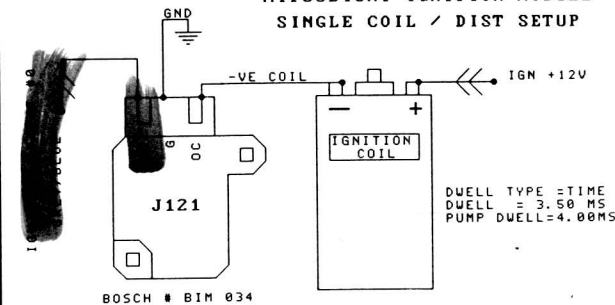 SINGLE COIL / DIST SETUP
GND
-VE COIL
IGN +12V
#0
G
OC
J121
IGNITION
COIL
DWELL TYPE =TIME
DWELL = 3.50 MS
PUMP DWELL=4.00MS
BOSCH # BIM 034